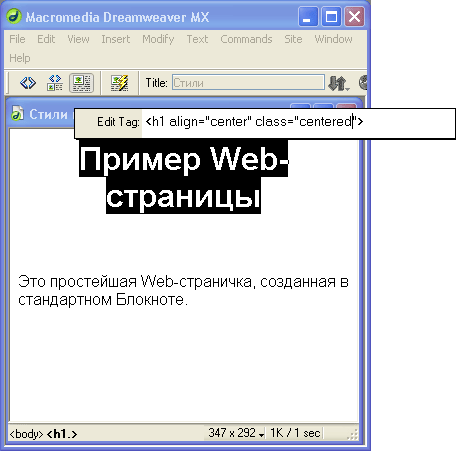 Macromedia Dreamweaver MX
File Edit View Insert Modify Text Commands Site Window
Help
Title: Стили
Стили
Edit Tag: <h1 align="center" class="centered">
Пример Web-
страницы
Это простейшая Web-страничка, созданная в
стандартном Блокноте.
<body> <h1.> 347 x 292 1K / 1 sec